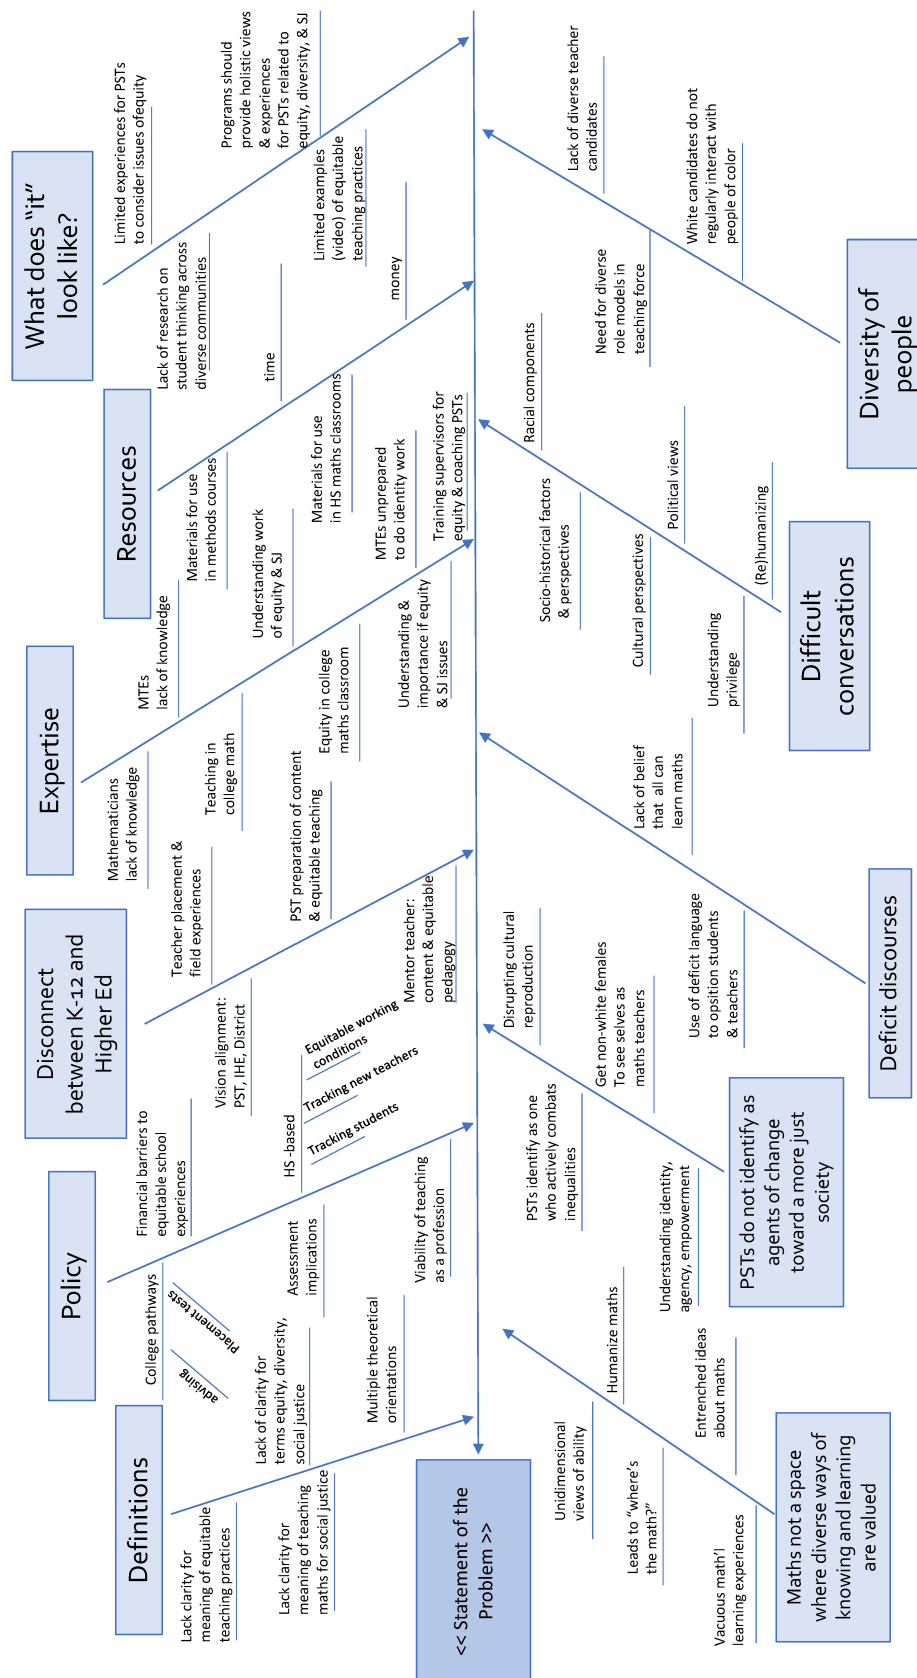 Definitions
Lack clarity for
meaning of equitable
teaching practices
Lack clarity for
meaning of teaching
maths for social justice
Lack of clarity for
terms equity, diversity,
social justice
Multiple theoretical
orientations
Policy
College pathways
advising
Placement tests
Financial barriers to
equitable school
experiences
Assessment
implications
HS -based
Tracking students
Tracking new teachers
Equitable working
conditions
Viability of teaching
as a profession
Disconnect
between K-12 and
Higher Ed
Vision alignment:
PST, IHE, District
Teacher placement &
field experiences
PST preparation of content
& equitable teaching
Mentor teacher:
content & equitable
pedagogy
Expertise
Mathematicians
lack of knowledge
MTEs
lack of knowledge
Teaching in
college math
Understanding work
of equity & SJ
Equity in college
maths classroom
MTEs unprepared
to do identity work
Understanding &
importance if equity
& SJ issues
Training supervisors for
equity & coaching PSTs
Resources
Materials for use
in methods courses
time
Materials for use
in HS maths classrooms
money
What does “it”
look like?
Limited experiences for PSTs
to consider issues ofequity
Lack of research on
student thinking across
diverse communities
Programs should
provide holistic views
& experiences
for PSTs related to
equity, diversity, & SJ
Limited examples
(video) of equitable
teaching practices
<< Statement of the
Problem >>
Unidimensional
views of ability
Humanize maths
Leads to “where’s
the math?”
Entrenched ideas
about maths
Vacuous math’l
learning experiences
Maths not a space
where diverse ways of
knowing and learning
are valued
Disrupting cultural
reproduction
PSTs identify as one
who actively combats
inequalities
Get non-white females
To see selves as
maths teachers
Understanding identity,
agency, empowerment
PSTs do not identify as
agents of change
toward a more just
society
Lack of belief
that all can
learn maths
Use of deficit language
to opsition students
& teachers
Deficit discourses
Racial components
Socio-historical factors
& perspectives
Cultural perspectives
Political views
Understanding
privilege
(Re)humanizing
Difficult
conversations
Lack of diverse teacher
candidates
Need for diverse
role models in
teaching force
White candidates do not
regularly interact with
people of color
Diversity of
people